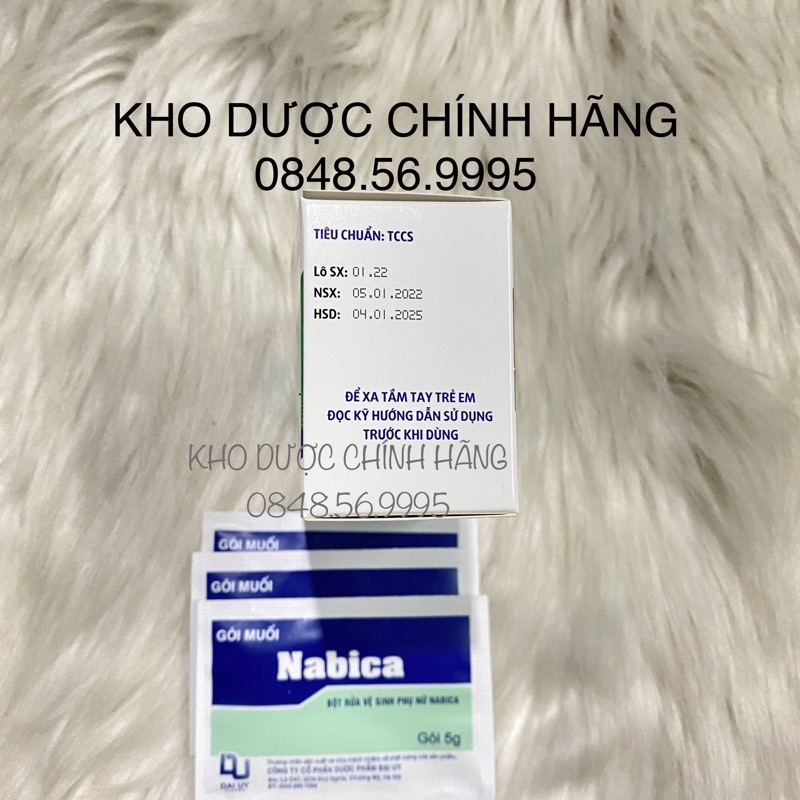 KHO DƯỢC CHÍNH HÃNG
0848.56.9995
TIÊU CHUẨN: TCCS
Lô SX: 01.22
NSX: 05.01.2022
HSD: 04.01.2025
ĐỂ XA TẦM TAY TRẺ EM
ĐỌC KỸ HƯỚNG DẪN SỬ DỤNG
TRƯỚC KHI DÙNG
KHO DƯỢC CHÍNH HÃNG
0848.56.9995
GÓI MUỐI
GÓI MUỐI
GÓI MUỐI
Nabica
BỘT RỬA VỆ SINH PHỤ NỮ NABICA
Gói 5g
CÔNG TY CỔ PHẦN DƯỢC PHẨM ĐẠI UY
DAI UY